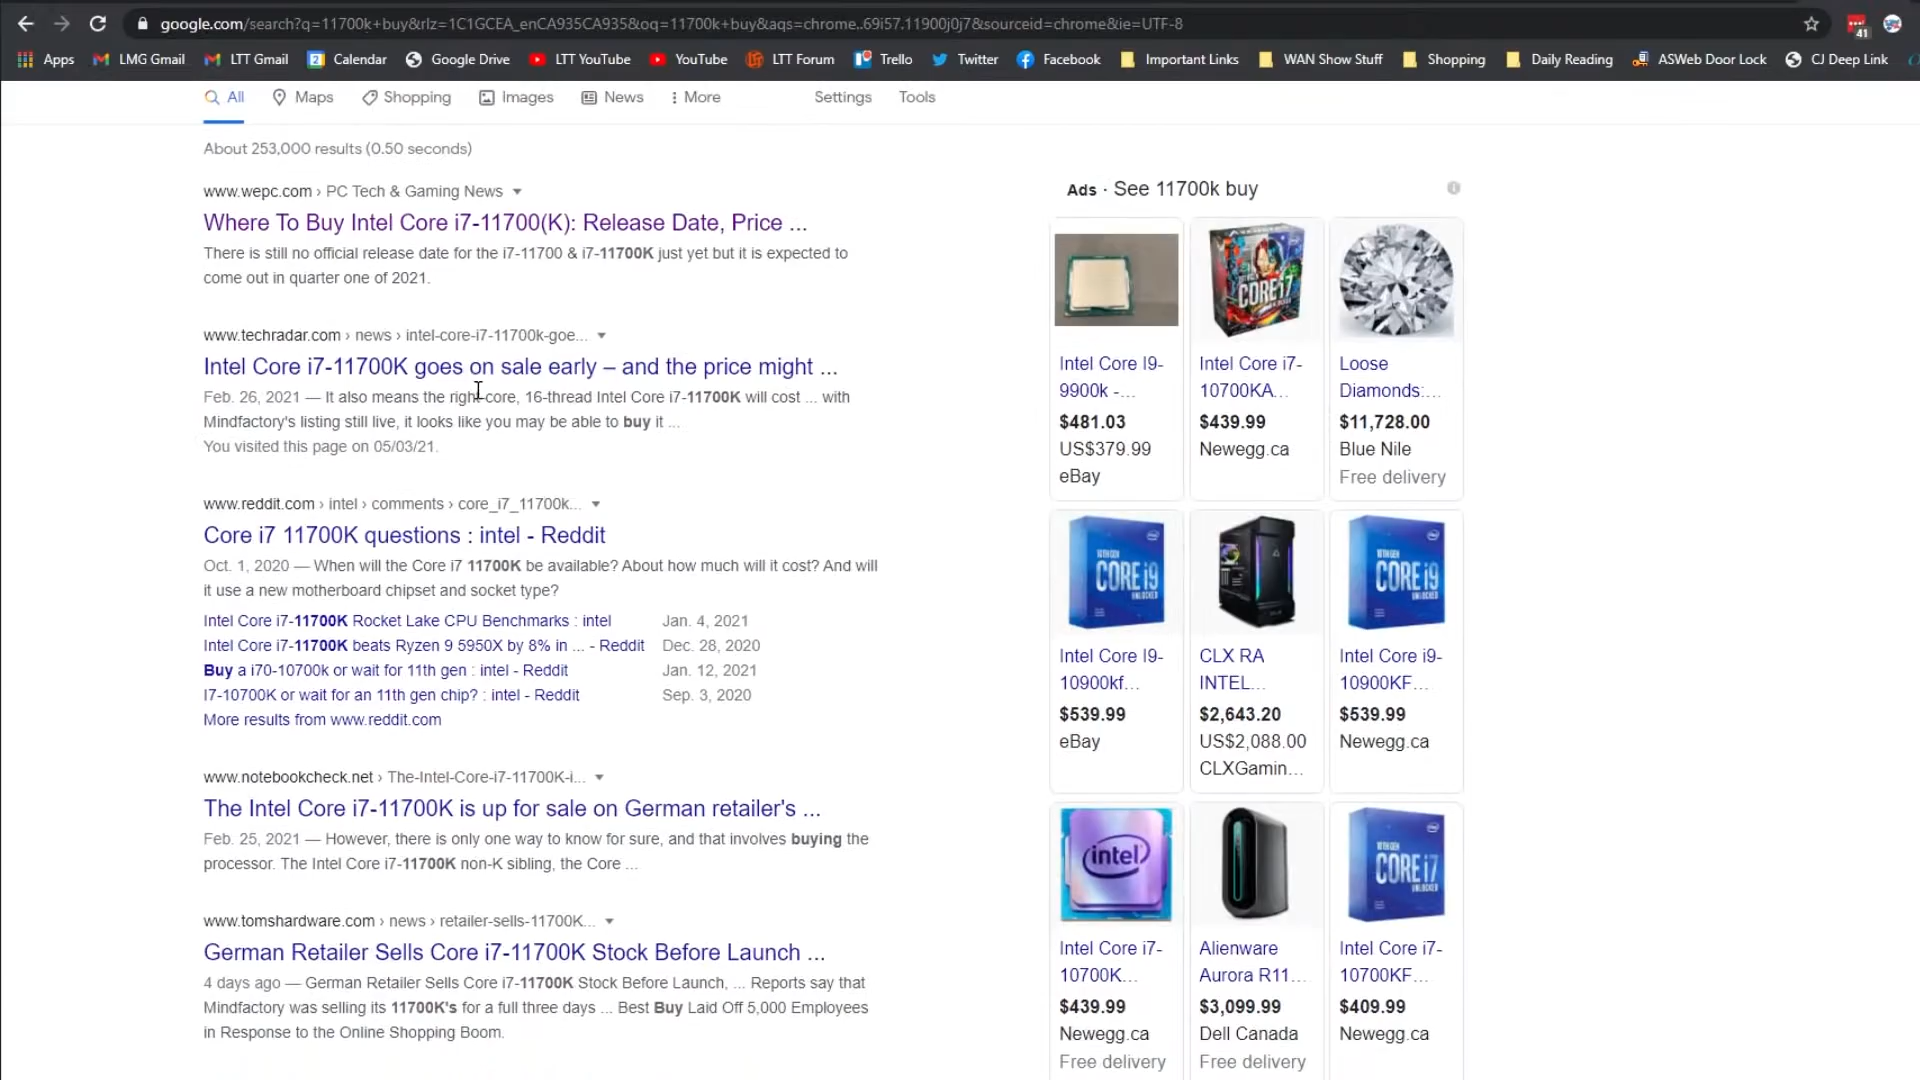 google.com/search?q=11700k+buy&rlz=1C1GCEA_enCA935CA935&oq=11700k+buy&aqs=chrome..69i57.11900j0j7&sourceid=chrome&ie=UTF-8
41
Apps LMG Gmail LTT Gmail 2 Calendar Google Drive LTT YouTube YouTube LTT Forum Trello Twitter Facebook Important Links WAN Show Stuff Shopping Daily Reading ASWeb Door Lock CJ Deep Link
All Maps Shopping Images News More Settings Tools
About 253,000 results (0.50 seconds)
www.wepc.com › PC Tech & Gaming News
Where To Buy Intel Core i7-11700(K): Release Date, Price ...
There is still no official release date for the i7-11700 & i7-11700K just yet but it is expected to
come out in quarter one of 2021.
www.techradar.com › news › intel-core-i7-11700k-goe...
Intel Core i7-11700K goes on sale early – and the price might ...
Feb. 26, 2021 — It also means the right-core, 16-thread Intel Core i7-11700K will cost ... with
Mindfactory's listing still live, it looks like you may be able to buy it ...
You visited this page on 05/03/21.
www.reddit.com › intel › comments › core_i7_11700k...
Core i7 11700K questions : intel - Reddit
Oct. 1, 2020 — When will the Core i7 11700K be available? About how much will it cost? And will
it use a new motherboard chipset and socket type?
Intel Core i7-11700K Rocket Lake CPU Benchmarks : intel Jan. 4, 2021
Intel Core i7-11700K beats Ryzen 9 5950X by 8% in ... - Reddit Dec. 28, 2020
Buy a i70-10700k or wait for 11th gen : intel - Reddit Jan. 12, 2021
I7-10700K or wait for an 11th gen chip? : intel - Reddit Sep. 3, 2020
More results from www.reddit.com
www.notebookcheck.net › The-Intel-Core-i7-11700K-i...
The Intel Core i7-11700K is up for sale on German retailer's ...
Feb. 25, 2021 — However, there is only one way to know for sure, and that involves buying the
processor. The Intel Core i7-11700K non-K sibling, the Core ...
www.tomshardware.com › news › retailer-sells-11700K...
German Retailer Sells Core i7-11700K Stock Before Launch ...
4 days ago — German Retailer Sells Core i7-11700K Stock Before Launch, ... Reports say that
Mindfactory was selling its 11700K's for a full three days ... Best Buy Laid Off 5,000 Employees
in Response to the Online Shopping Boom.
Ads · See 11700k buy
CORE i7
Intel Core I9-
9900k -...
$481.03
US$379.99
eBay
Intel Core i7-
10700KA...
$439.99
Newegg.ca
Loose
Diamonds:...
$11,728.00
Blue Nile
Free delivery
10TH GEN
CORE i9
UNLOCKED
10TH GEN
CORE i9
UNLOCKED
Intel Core I9-
10900kf...
$539.99
eBay
CLX RA
INTEL...
$2,643.20
US$2,088.00
CLXGamin...
Intel Core i9-
10900KF...
$539.99
Newegg.ca
intel
10TH GEN
CORE i7
UNLOCKED
Intel Core i7-
10700K...
$439.99
Newegg.ca
Free delivery
Alienware
Aurora R11...
$3,099.99
Dell Canada
Free delivery
Intel Core i7-
10700KF...
$409.99
Newegg.ca